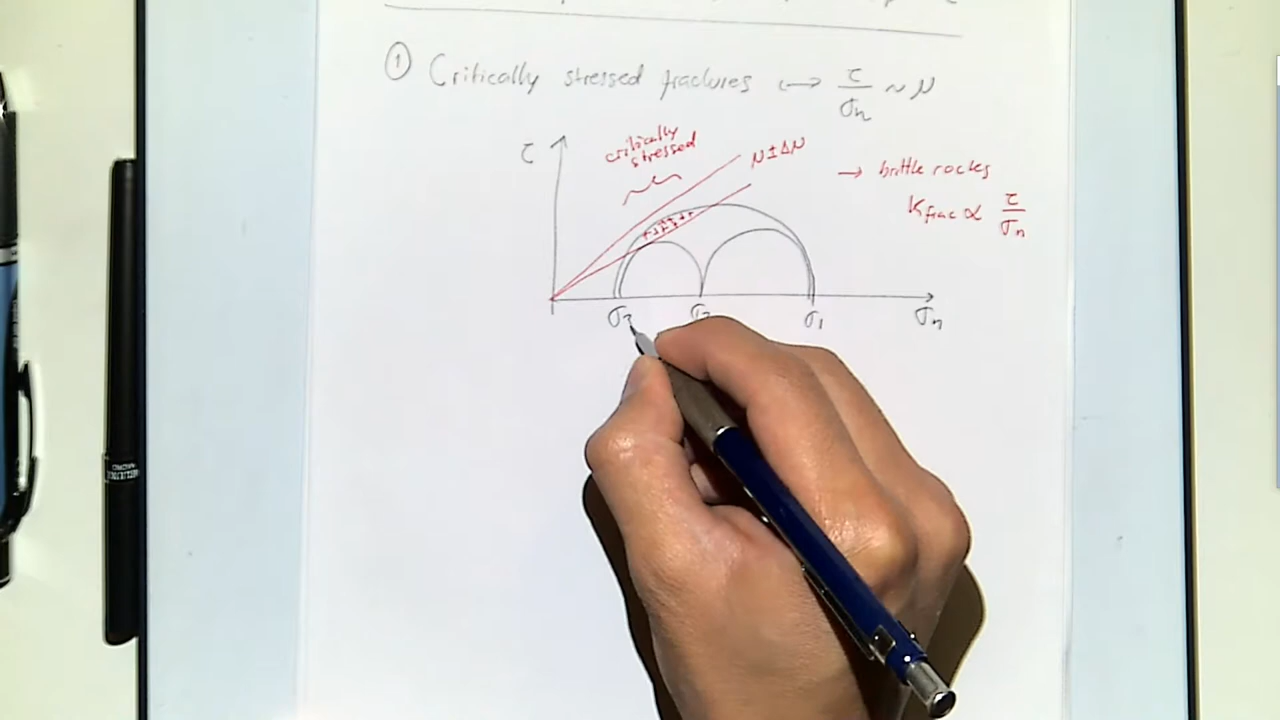 ① Critically stressed fractures ↔ τ/σn ~ μ
τ
critically
stressed
μ ± Δμ
→ brittle rocks
Kfrac ∝ τ/σn
σ3 σ2 σ1 σn